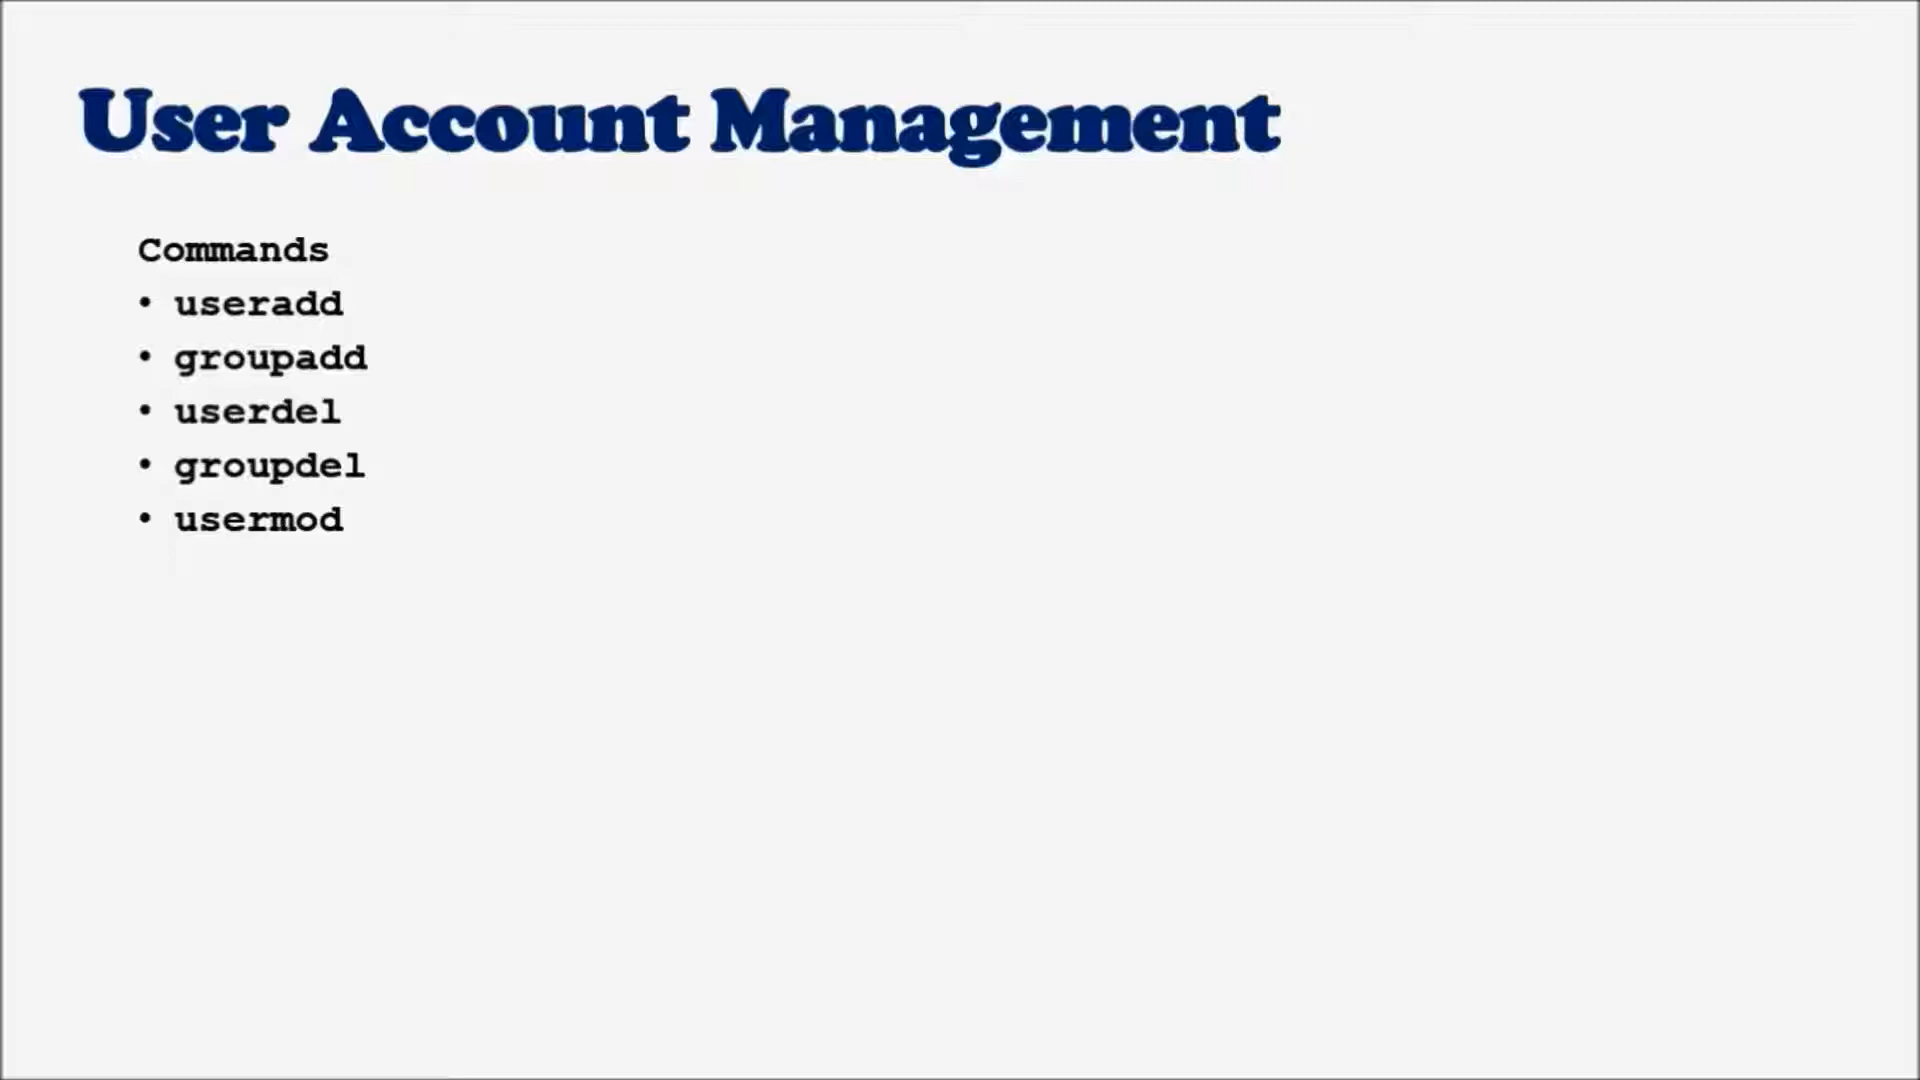 User Account Management
Commands
• useradd
• groupadd
• userdel
• groupdel
• usermod